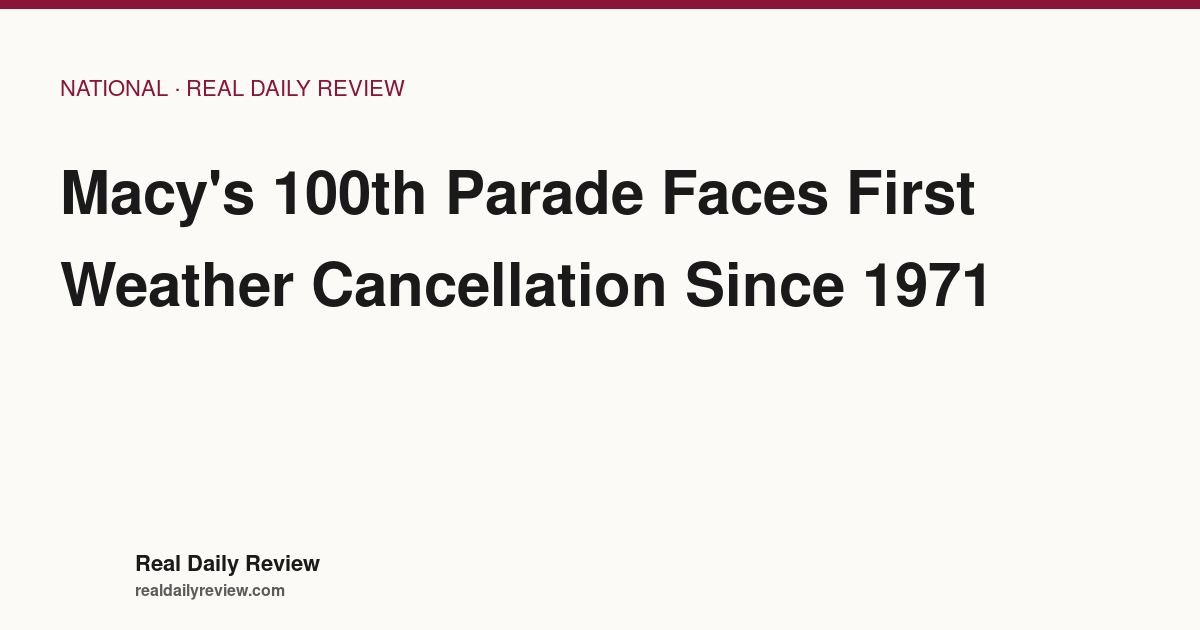 NATIONAL · REAL DAILY REVIEW
Macy's 100th Parade Faces First
Weather Cancellation Since 1971
Real Daily Review
realdailyreview.com